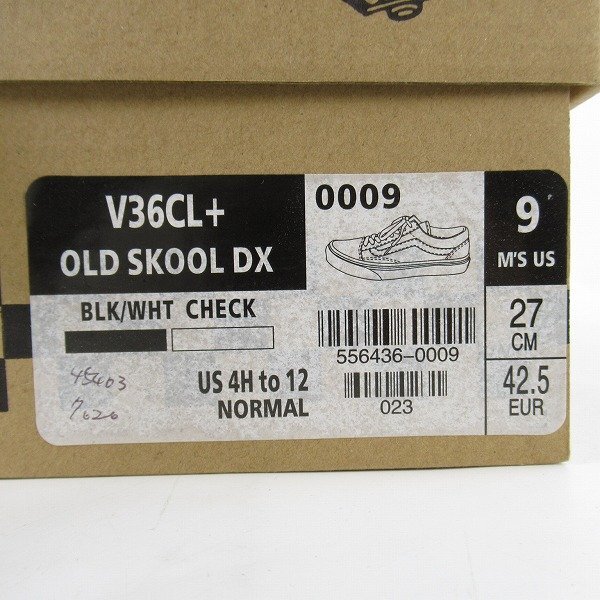 V36CL+
OLD SKOOL DX
BLK/WHT CHECK
US 4H to 12
NORMAL
0009
556436-0009
023
9
M'S US
27
CM
42.5
EUR
45403
7020